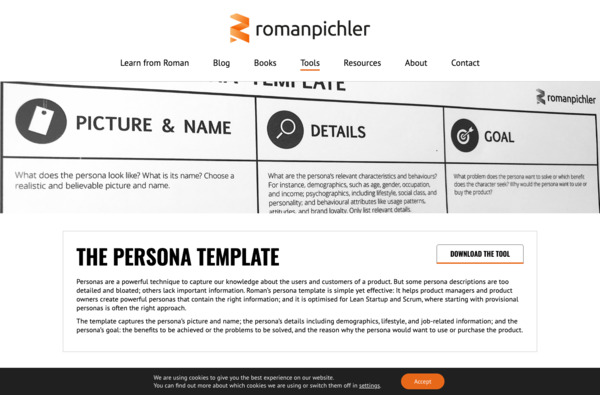 romanpichler
Learn from Roman Blog Books Tools Resources About Contact
TEMPLATE
romanpichler
PICTURE & NAME DETAILS GOAL
What does the persona look like? What is its name? Choose a
realistic and believable picture and name.
What are the persona's relevant characteristics and behaviours?
For instance, demographics, such as age, gender, occupation,
and income; psychographics, including lifestyle, social class, and
personality; and behavioural attributes like usage patterns,
attitudes, and brand loyalty. Only list relevant details.
What problem does the persona want to solve or which benefit
does the character seek? Why would the persona want to use or
buy the product?
THE PERSONA TEMPLATE
DOWNLOAD THE TOOL
Personas are a powerful technique to capture our knowledge about the users and customers of a product. But some persona descriptions are too
detailed and bloated; others lack important information. Roman's persona template is simple yet effective: It helps product managers and product
owners create powerful personas that contain the right information; and it is optimised for Lean Startup and Scrum, where starting with provisional
personas is often the right approach.
The template captures the persona's picture and name; the persona's details including demographics, lifestyle, and job-related information; and the
persona's goal: the benefits to be achieved or the problems to be solved, and the reason why the persona would want to use or purchase the product.
We are using cookies to give you the best experience on our website.
You can find out more about which cookies we are using or switch them off in settings.
Accept